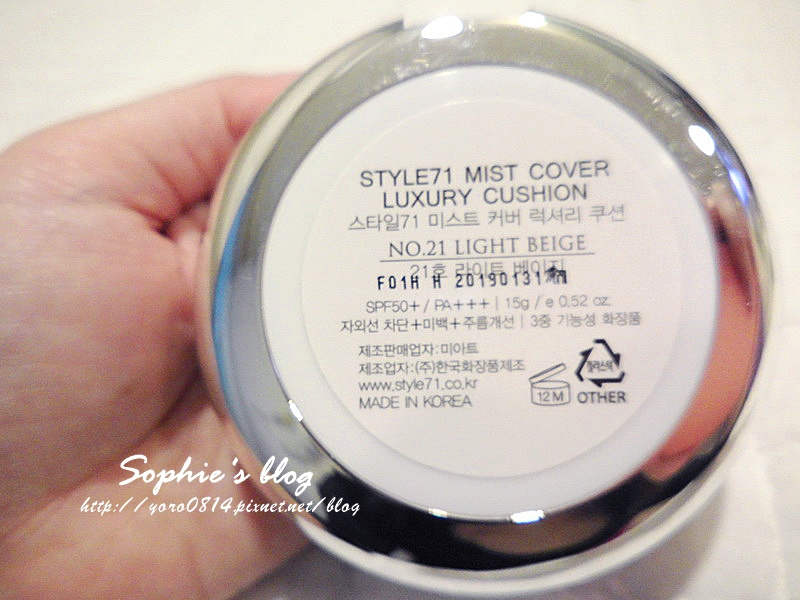 STYLE71 MIST COVER
LUXURY CUSHION
스타일71 미스트 커버 럭셔리 쿠션
NO.21 LIGHT BEIGE
21호 라이트 베이지
F01H H 20190131
SPF50+/PA+++ | 15g/e 0.52 oz.
자외선 차단+미백+주름개선 | 3중 기능성 화장품
제조판매업자:미아트
제조업자:(주)한국화장품제조
www.style71.co.kr
MADE IN KOREA
12M
OTHER
Sophie's blog
http://yoro0814.pixnet.net/blog